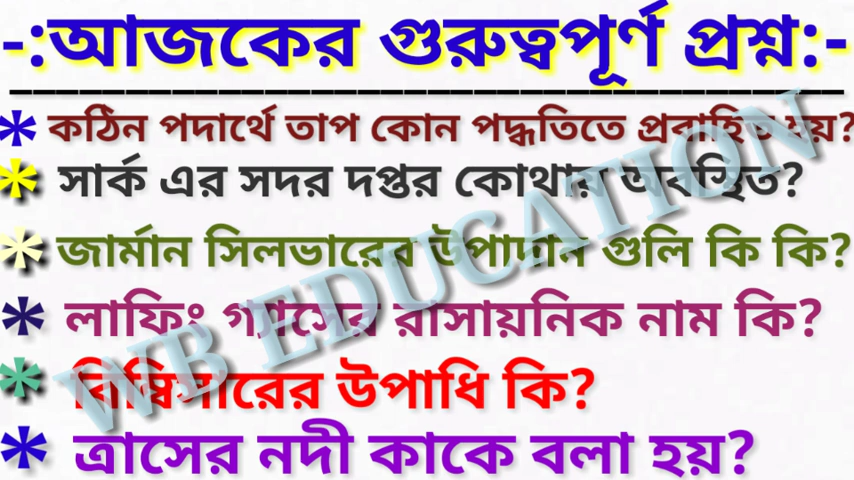 -:আজকের গুরুত্বপূর্ণ প্রশ্ন:-
* কঠিন পদার্থে তাপ কোন পদ্ধতিতে প্রবাহিত হয়?
* সার্ক এর সদর দপ্তর কোথায় অবস্থিত?
* জার্মান সিলভারের উপাদান গুলি কি কি?
* লাফিং গ্যাসের রাসায়নিক নাম কি?
* বিম্বিসারের উপাধি কি?
* ত্রাসের নদী কাকে বলা হয়?
WB EDUCATION